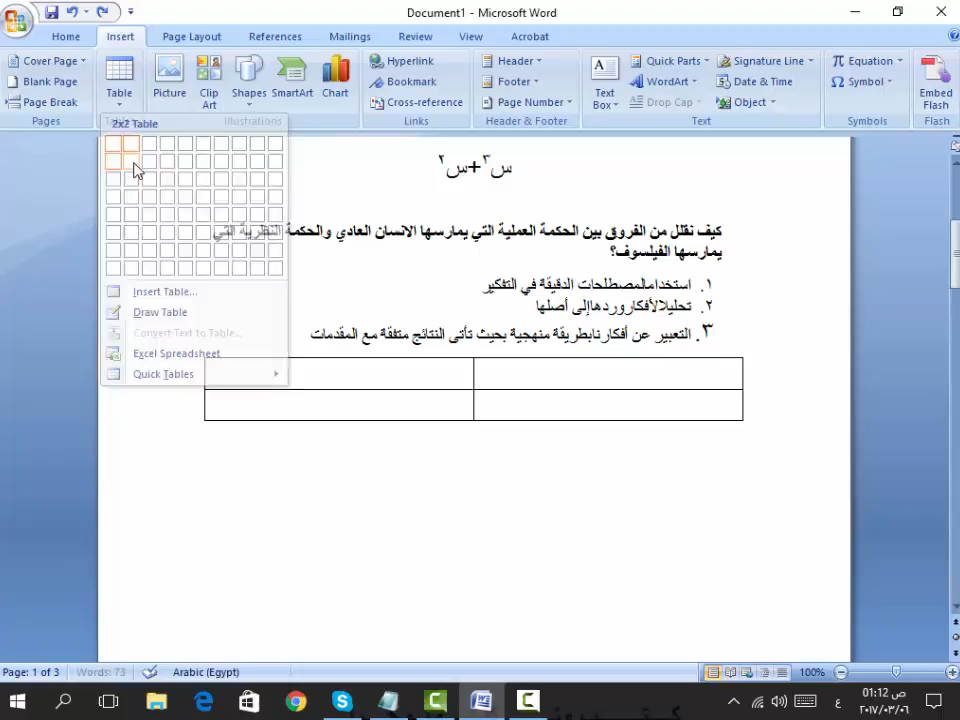 Document1 - Microsoft Word
Home Insert Page Layout References Mailings Review View Acrobat
Cover Page
Blank Page
Page Break
Pages
Table
Picture
Clip Art
Shapes
SmartArt
Chart
Illustrations
Hyperlink
Bookmark
Cross-reference
Links
Header
Footer
Page Number
Header & Footer
Text Box
Quick Parts
WordArt
Drop Cap
Signature Line
Date & Time
Object
Text
Equation
Symbol
Symbols
Embed Flash
Flash
2x2 Table
Insert Table...
Draw Table
Convert Text to Table...
Excel Spreadsheet
Quick Tables
س٣+س٢
كيف نقلل من الفروق بين الحكمة العملية التي يمارسها الانسان العادي والحكمة النظرية التي
يمارسها الفيلسوف؟
١. استخدامالمصطلحات الدقيقة في التفكير
٢. تحليلالأفكاروردهاإلى أصلها
٣. التعبير عن أفكارنابطريقة منهجية بحيث تأتى النتائج متفقة مع المقدمات
Page: 1 of 3 Words: 73 Arabic (Egypt) 100%
ع
01:12 ص
٢٠١٧/٠٣/٠٦